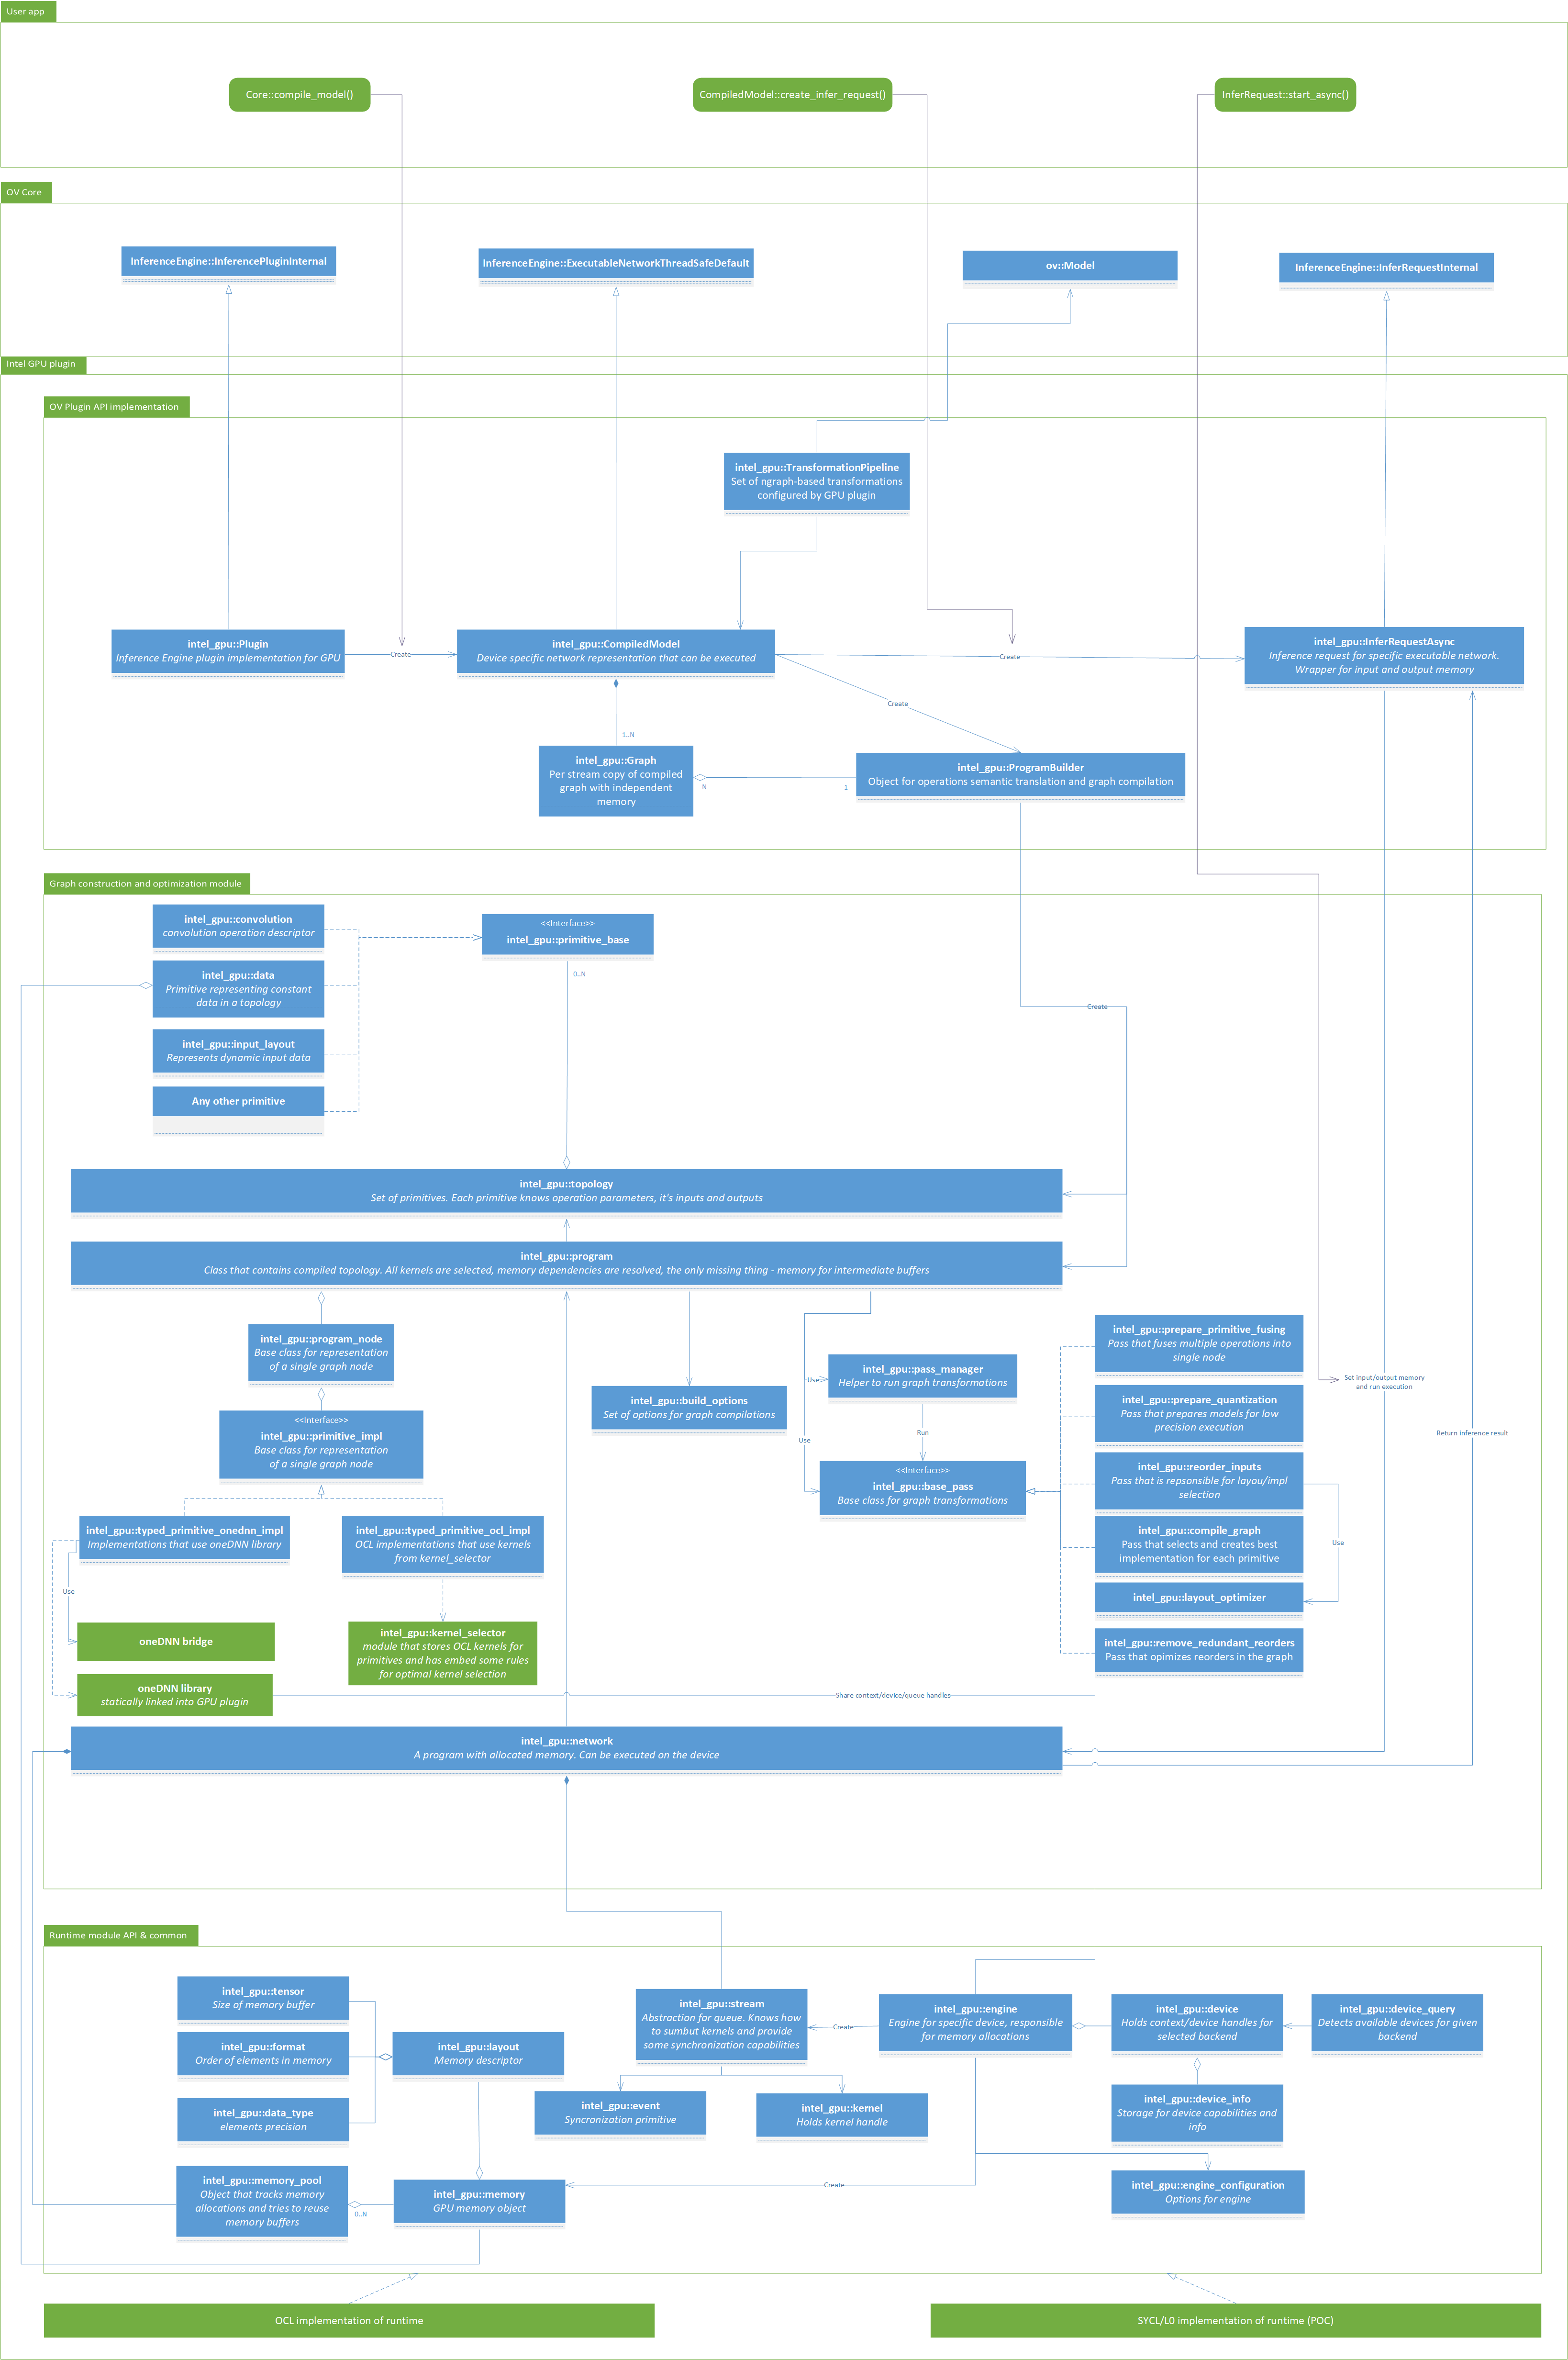 User app
Core::compile_model()
CompiledModel::create_infer_request()
InferRequest::start_async()
OV Core
InferenceEngine::InferencePluginInternal
InferenceEngine::ExecutableNetworkThreadSafeDefault
ov::Model
InferenceEngine::InferRequestInternal
Intel GPU plugin
OV Plugin API implementation
intel_gpu::TransformationPipeline
Set of ngraph-based transformations
configured by GPU plugin
intel_gpu::Plugin
Inference Engine plugin implementation for GPU
Create
intel_gpu::CompiledModel
Device specific network representation that can be executed
Create
intel_gpu::InferRequestAsync
Inference request for specific executable network.
Wrapper for input and output memory
Create
1..N
intel_gpu::Graph
Per stream copy of compiled
graph with independent
memory
N
1
intel_gpu::ProgramBuilder
Object for operations semantic translation and graph compilation
Graph construction and optimization module
intel_gpu::convolution
convolution operation descriptor
<<Interface>>
intel_gpu::primitive_base
0..N
intel_gpu::data
Primitive representing constant
data in a topology
Create
intel_gpu::input_layout
Represents dynamic input data
Any other primitive
intel_gpu::topology
Set of primitives. Each primitive knows operation parameters, it's inputs and outputs
intel_gpu::program
Class that contains compiled topology. All kernels are selected, memory dependencies are resolved, the only missing thing - memory for intermediate buffers
intel_gpu::program_node
Base class for representation
of a single graph node
<<Interface>>
intel_gpu::primitive_impl
Base class for representation
of a single graph node
intel_gpu::build_options
Set of options for graph compilations
Use
intel_gpu::pass_manager
Helper to run graph transformations
Run
Use
<<Interface>>
intel_gpu::base_pass
Base class for graph transformations
intel_gpu::prepare_primitive_fusing
Pass that fuses multiple operations into
single node
Set input/output memory
and run execution
intel_gpu::prepare_quantization
Pass that prepares models for low
precision execution
Return inference result
intel_gpu::reorder_inputs
Pass that is repsonsible for layou/impl
selection
intel_gpu::compile_graph
Pass that selects and creates best
implementation for each primitive
Use
intel_gpu::layout_optimizer
intel_gpu::remove_redundant_reorders
Pass that opimizes reorders in the graph
intel_gpu::typed_primitive_onednn_impl
Implementations that use oneDNN library
intel_gpu::typed_primitive_ocl_impl
OCL implementations that use kernels
from kernel_selector
Use
oneDNN bridge
intel_gpu::kernel_selector
module that stores OCL kernels for
primitives and has embed some rules
for optimal kernel selection
oneDNN library
statically linked into GPU plugin
Share context/device/queue handles
intel_gpu::network
A program with allocated memory. Can be executed on the device
Runtime module API & common
intel_gpu::tensor
Size of memory buffer
intel_gpu::format
Order of elements in memory
intel_gpu::data_type
elements precision
intel_gpu::layout
Memory descriptor
intel_gpu::stream
Abstraction for queue. Knows how
to sumbut kernels and provide
some synchronization capabilities
Create
intel_gpu::engine
Engine for specific device, responsible
for memory allocations
intel_gpu::device
Holds context/device handles for
selected backend
intel_gpu::device_query
Detects available devices for given
backend
intel_gpu::event
Syncronization primitive
intel_gpu::kernel
Holds kernel handle
intel_gpu::device_info
Storage for device capabilities and
info
intel_gpu::memory_pool
Object that tracks memory
allocations and tries to reuse
memory buffers
0..N
intel_gpu::memory
GPU memory object
Create
intel_gpu::engine_configuration
Options for engine
OCL implementation of runtime
SYCL/L0 implementation of runtime (POC)